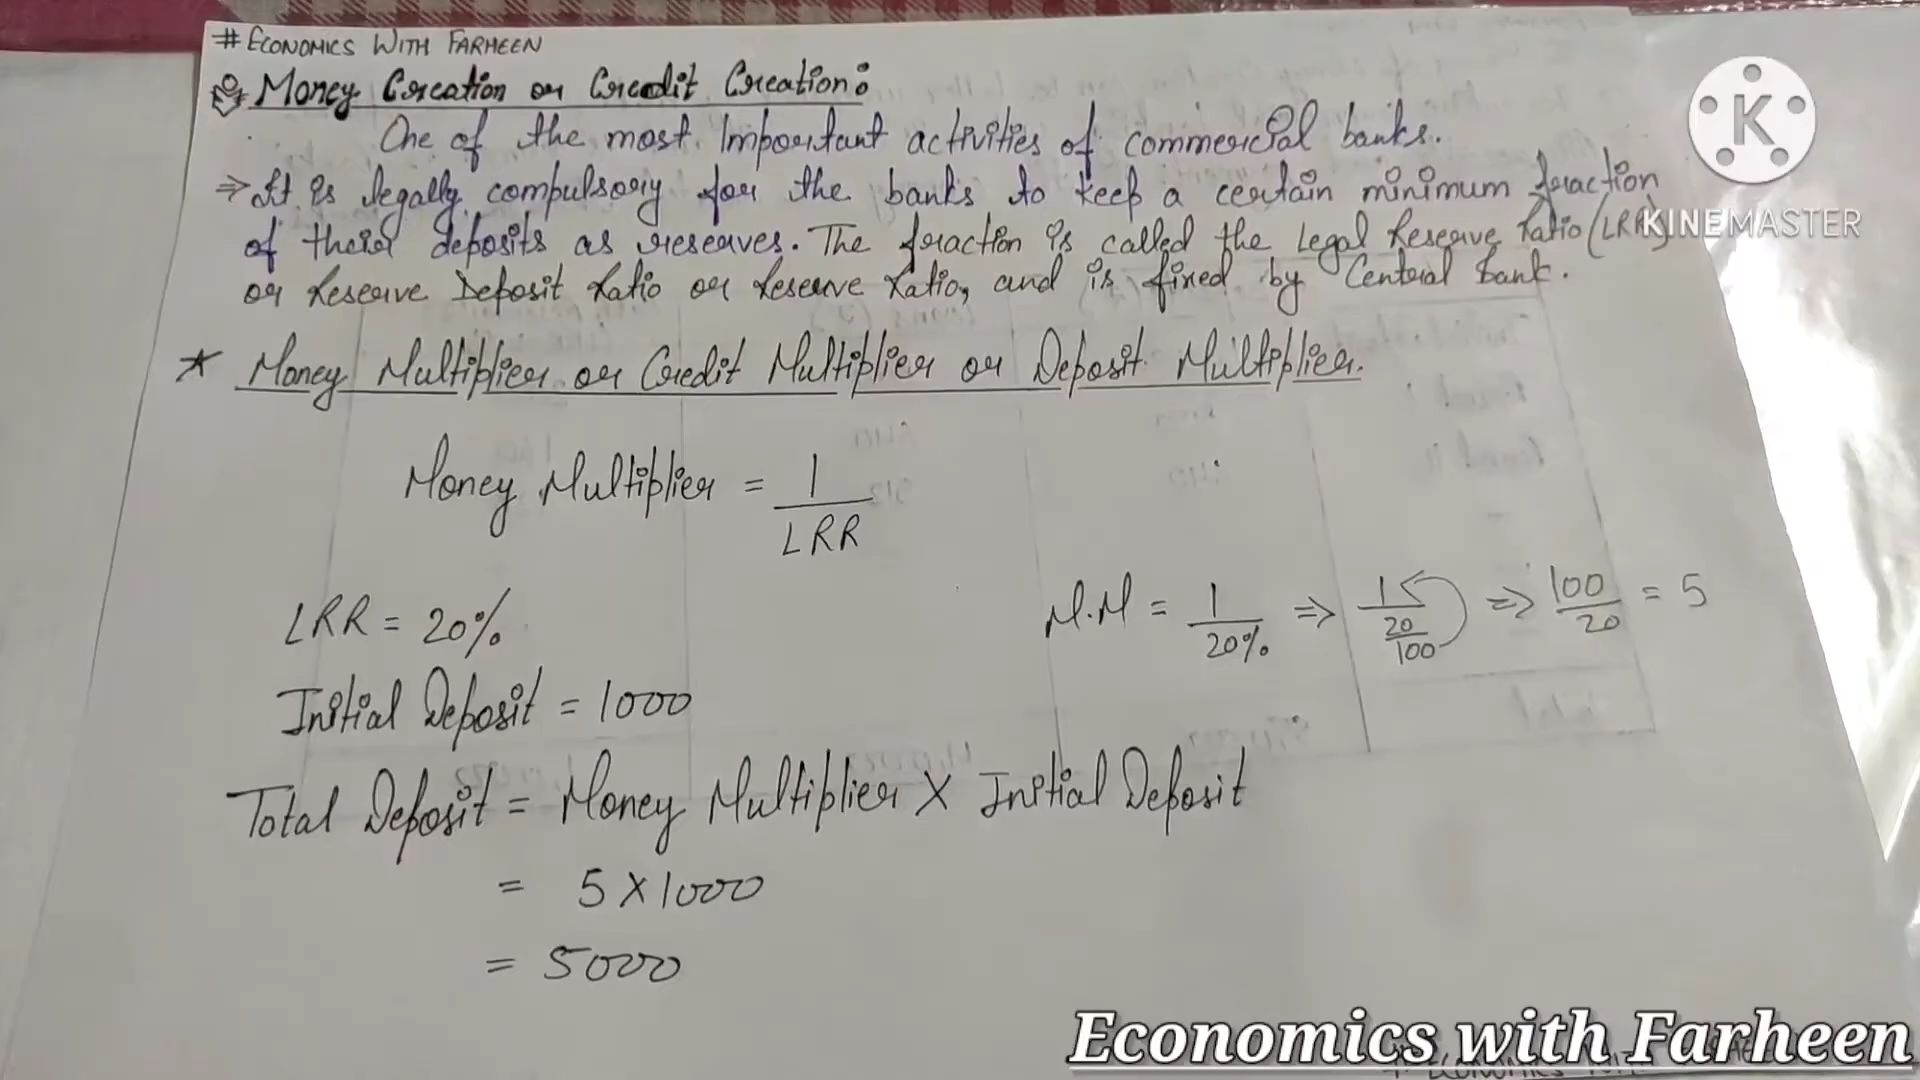 # ECONOMICS WITH FARHEEN
Money Creation or Credit Creation:
One of the most Important activities of commercial banks.
⇒ It is legally compulsory for the banks to keep a certain minimum fraction
of their deposits as reserves. The fraction is called the Legal Reserve Ratio (LRR)
or Reserve Deposit Ratio or Reserve Ratio, and is fixed by Central Bank.
K
KINEMASTER
* Money Multiplier or Credit Multiplier or Deposit Multiplier.
Money Multiplier = 1/LRR
LRR = 20%
M.M = 1/20% ⇒ 1/(20/100) ⇒ 100/20 = 5
Initial Deposit = 1000
Total Deposit = Money Multiplier X Initial Deposit
= 5 X 1000
= 5000
Economics with Farheen